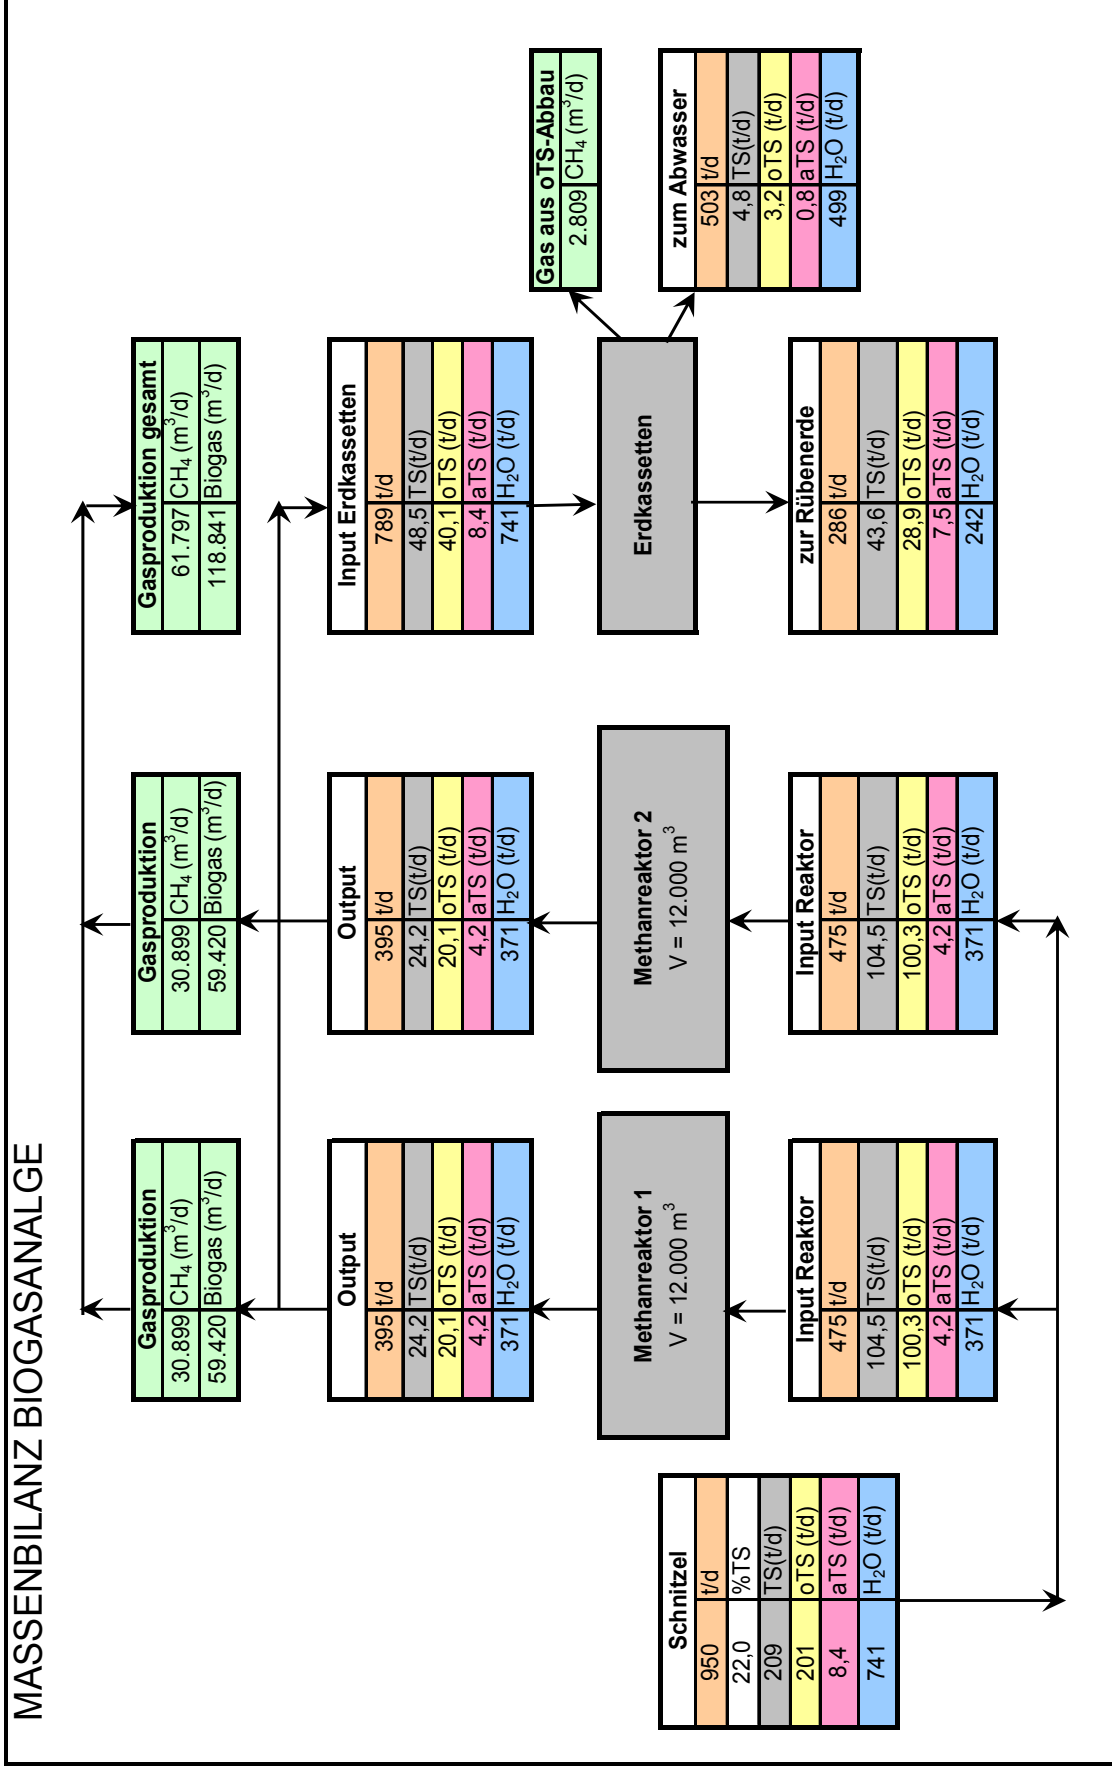 MASSENBILANZ BIOGASANALGE
Gasproduktion
30.899 CH₄ (m³/d)
59.420 Biogas (m³/d)
Gasproduktion
30.899 CH₄ (m³/d)
59.420 Biogas (m³/d)
Gasproduktion gesamt
61.797 CH₄ (m³/d)
118.841 Biogas (m³/d)
Output
395 t/d
24,2 TS(t/d)
20,1 oTS (t/d)
4,2 aTS (t/d)
371 H₂O (t/d)
Output
395 t/d
24,2 TS(t/d)
20,1 oTS (t/d)
4,2 aTS (t/d)
371 H₂O (t/d)
Input Erdkassetten
789 t/d
48,5 TS(t/d)
40,1 oTS (t/d)
8,4 aTS (t/d)
741 H₂O (t/d)
Gas aus oTS-Abbau
2.809 CH₄ (m³/d)
Methanreaktor 1
V = 12.000 m³
Methanreaktor 2
V = 12.000 m³
Erdkassetten
Schnitzel
950 t/d
22,0 %TS
209 TS(t/d)
201 oTS (t/d)
8,4 aTS (t/d)
741 H₂O (t/d)
zum Abwasser
503 t/d
4,8 TS(t/d)
3,2 oTS (t/d)
0,8 aTS (t/d)
499 H₂O (t/d)
Input Reaktor
475 t/d
104,5 TS(t/d)
100,3 oTS (t/d)
4,2 aTS (t/d)
371 H₂O (t/d)
Input Reaktor
475 t/d
104,5 TS(t/d)
100,3 oTS (t/d)
4,2 aTS (t/d)
371 H₂O (t/d)
zur Rübenerde
286 t/d
43,6 TS(t/d)
28,9 oTS (t/d)
7,5 aTS (t/d)
242 H₂O (t/d)